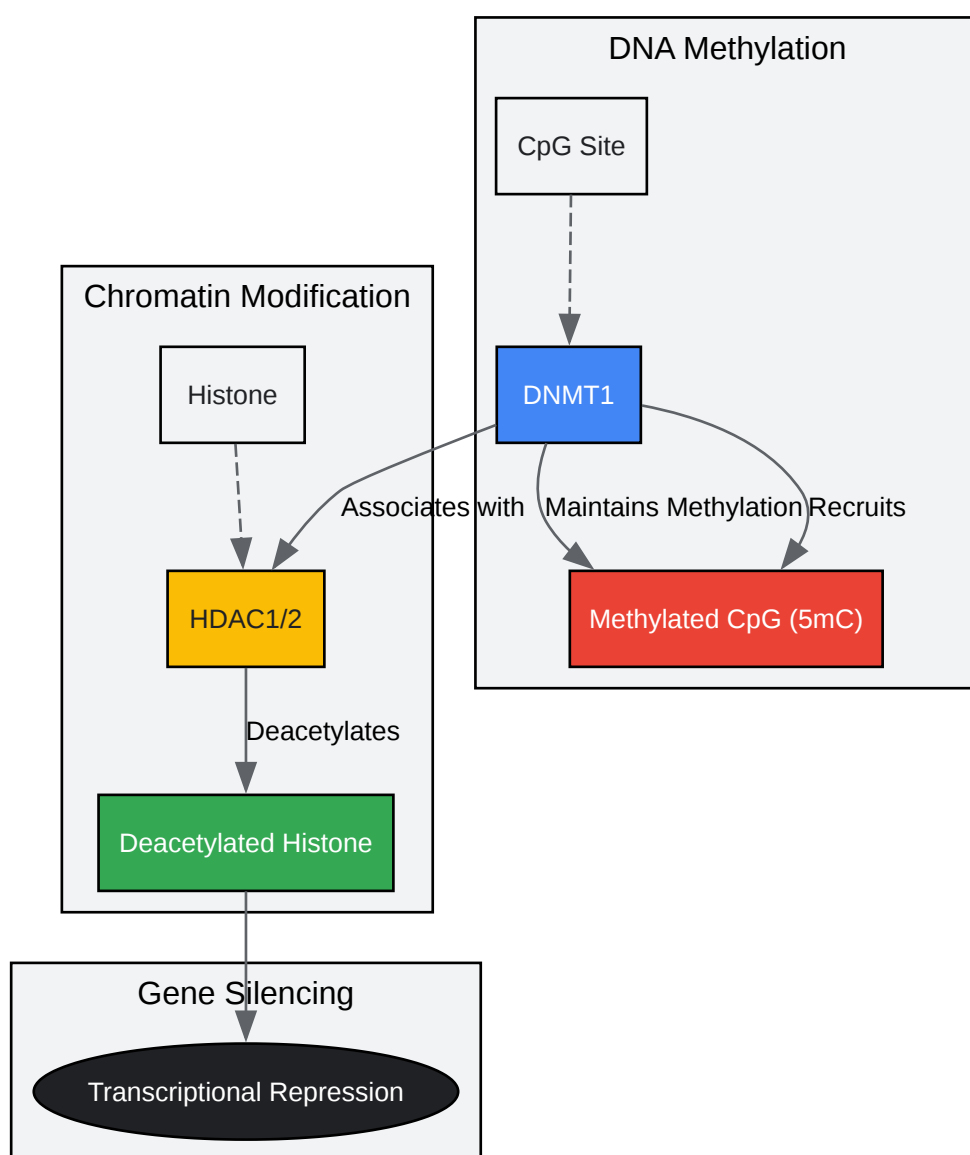 DNA Methylation
CpG Site
Chromatin Modification
Histone
DNMT1
Associates with
Maintains Methylation
Recruits
HDAC1/2
Methylated CpG (5mC)
Deacetylates
Deacetylated Histone
Gene Silencing
Transcriptional Repression